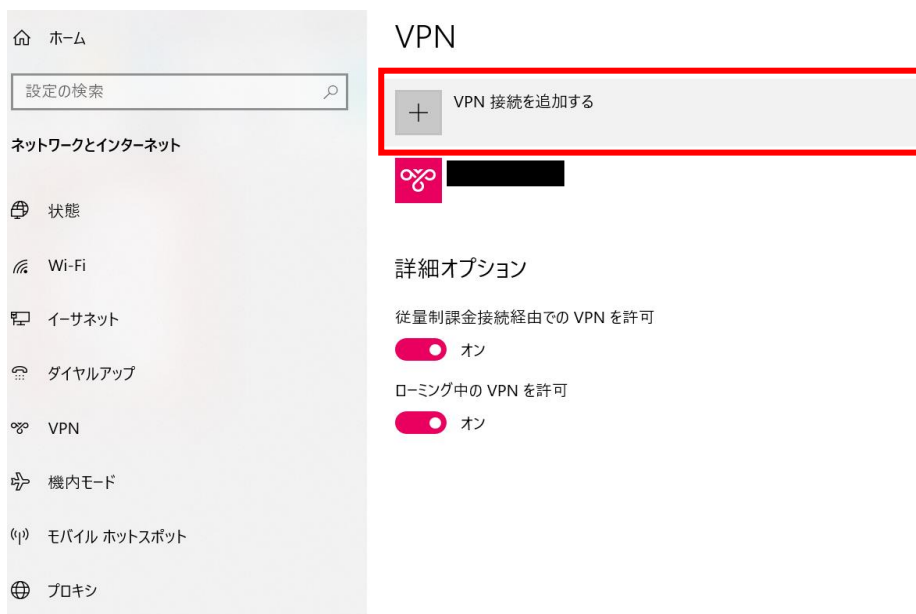 ホーム
設定の検索
ネットワークとインターネット
状態
Wi-Fi
イーサネット
ダイヤルアップ
VPN
機内モード
モバイル ホットスポット
プロキシ
VPN
VPN 接続を追加する
詳細オプション
従量制課金接続経由での VPN を許可
オン
ローミング中の VPN を許可
オン